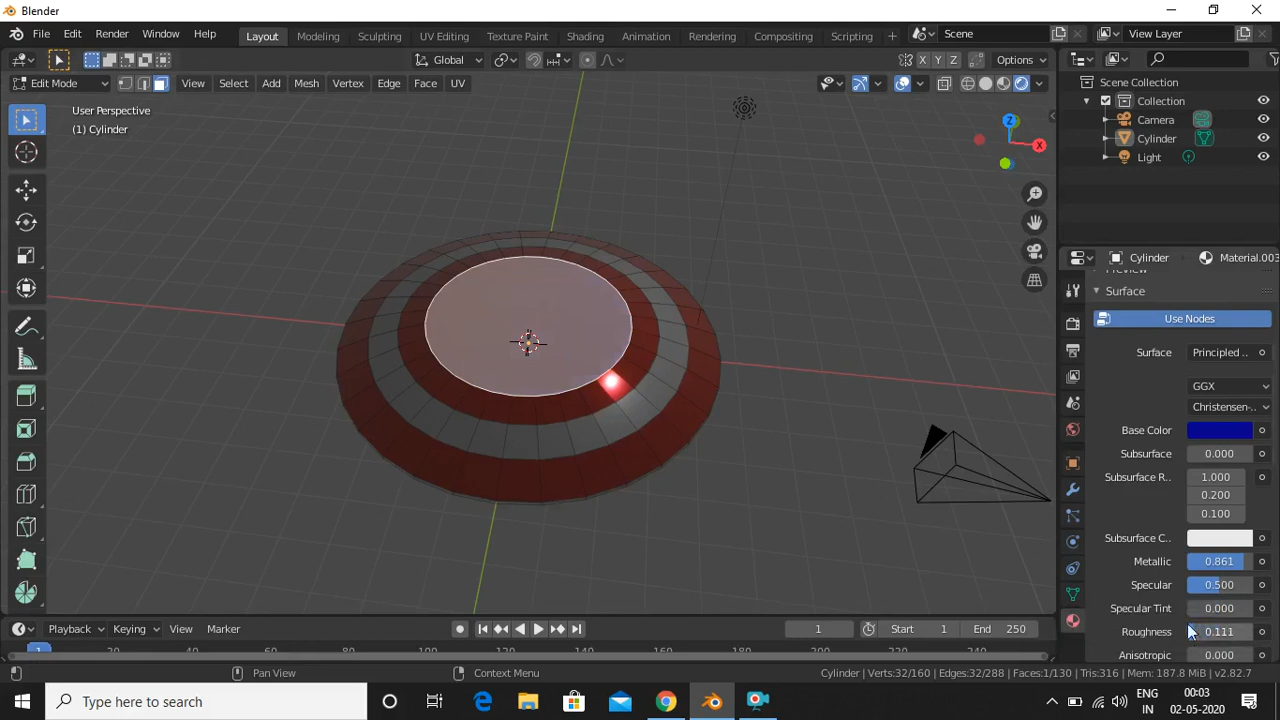 Blender
File Edit Render Window Help
Layout Modeling Sculpting UV Editing Texture Paint Shading Animation Rendering Compositing Scripting + Scene View Layer
Global X Y Z Options
Edit Mode View Select Add Mesh Vertex Edge Face UV
User Perspective
(1) Cylinder
Z
X
Scene Collection
Collection
Camera
Cylinder
Light
Cylinder Material.003
Preview
Surface
Use Nodes
Surface Principled ..
GGX
Christensen-..
Base Color
Subsurface 0.000
Subsurface R.. 1.000
0.200
0.100
Subsurface C..
Metallic 0.861
Specular 0.500
Specular Tint 0.000
Roughness 0.111
Anisotropic 0.000
Playback Keying View Marker 1 Start 1 End 250
1 20 40 60 80 100 120 140 160 180 200 220 240
Pan View Context Menu Cylinder | Verts:32/160 | Edges:32/288 | Faces:1/130 | Tris:316 | Mem: 187.8 MiB | v2.82.7
Type here to search
ENG
IN
00:03
02-05-2020